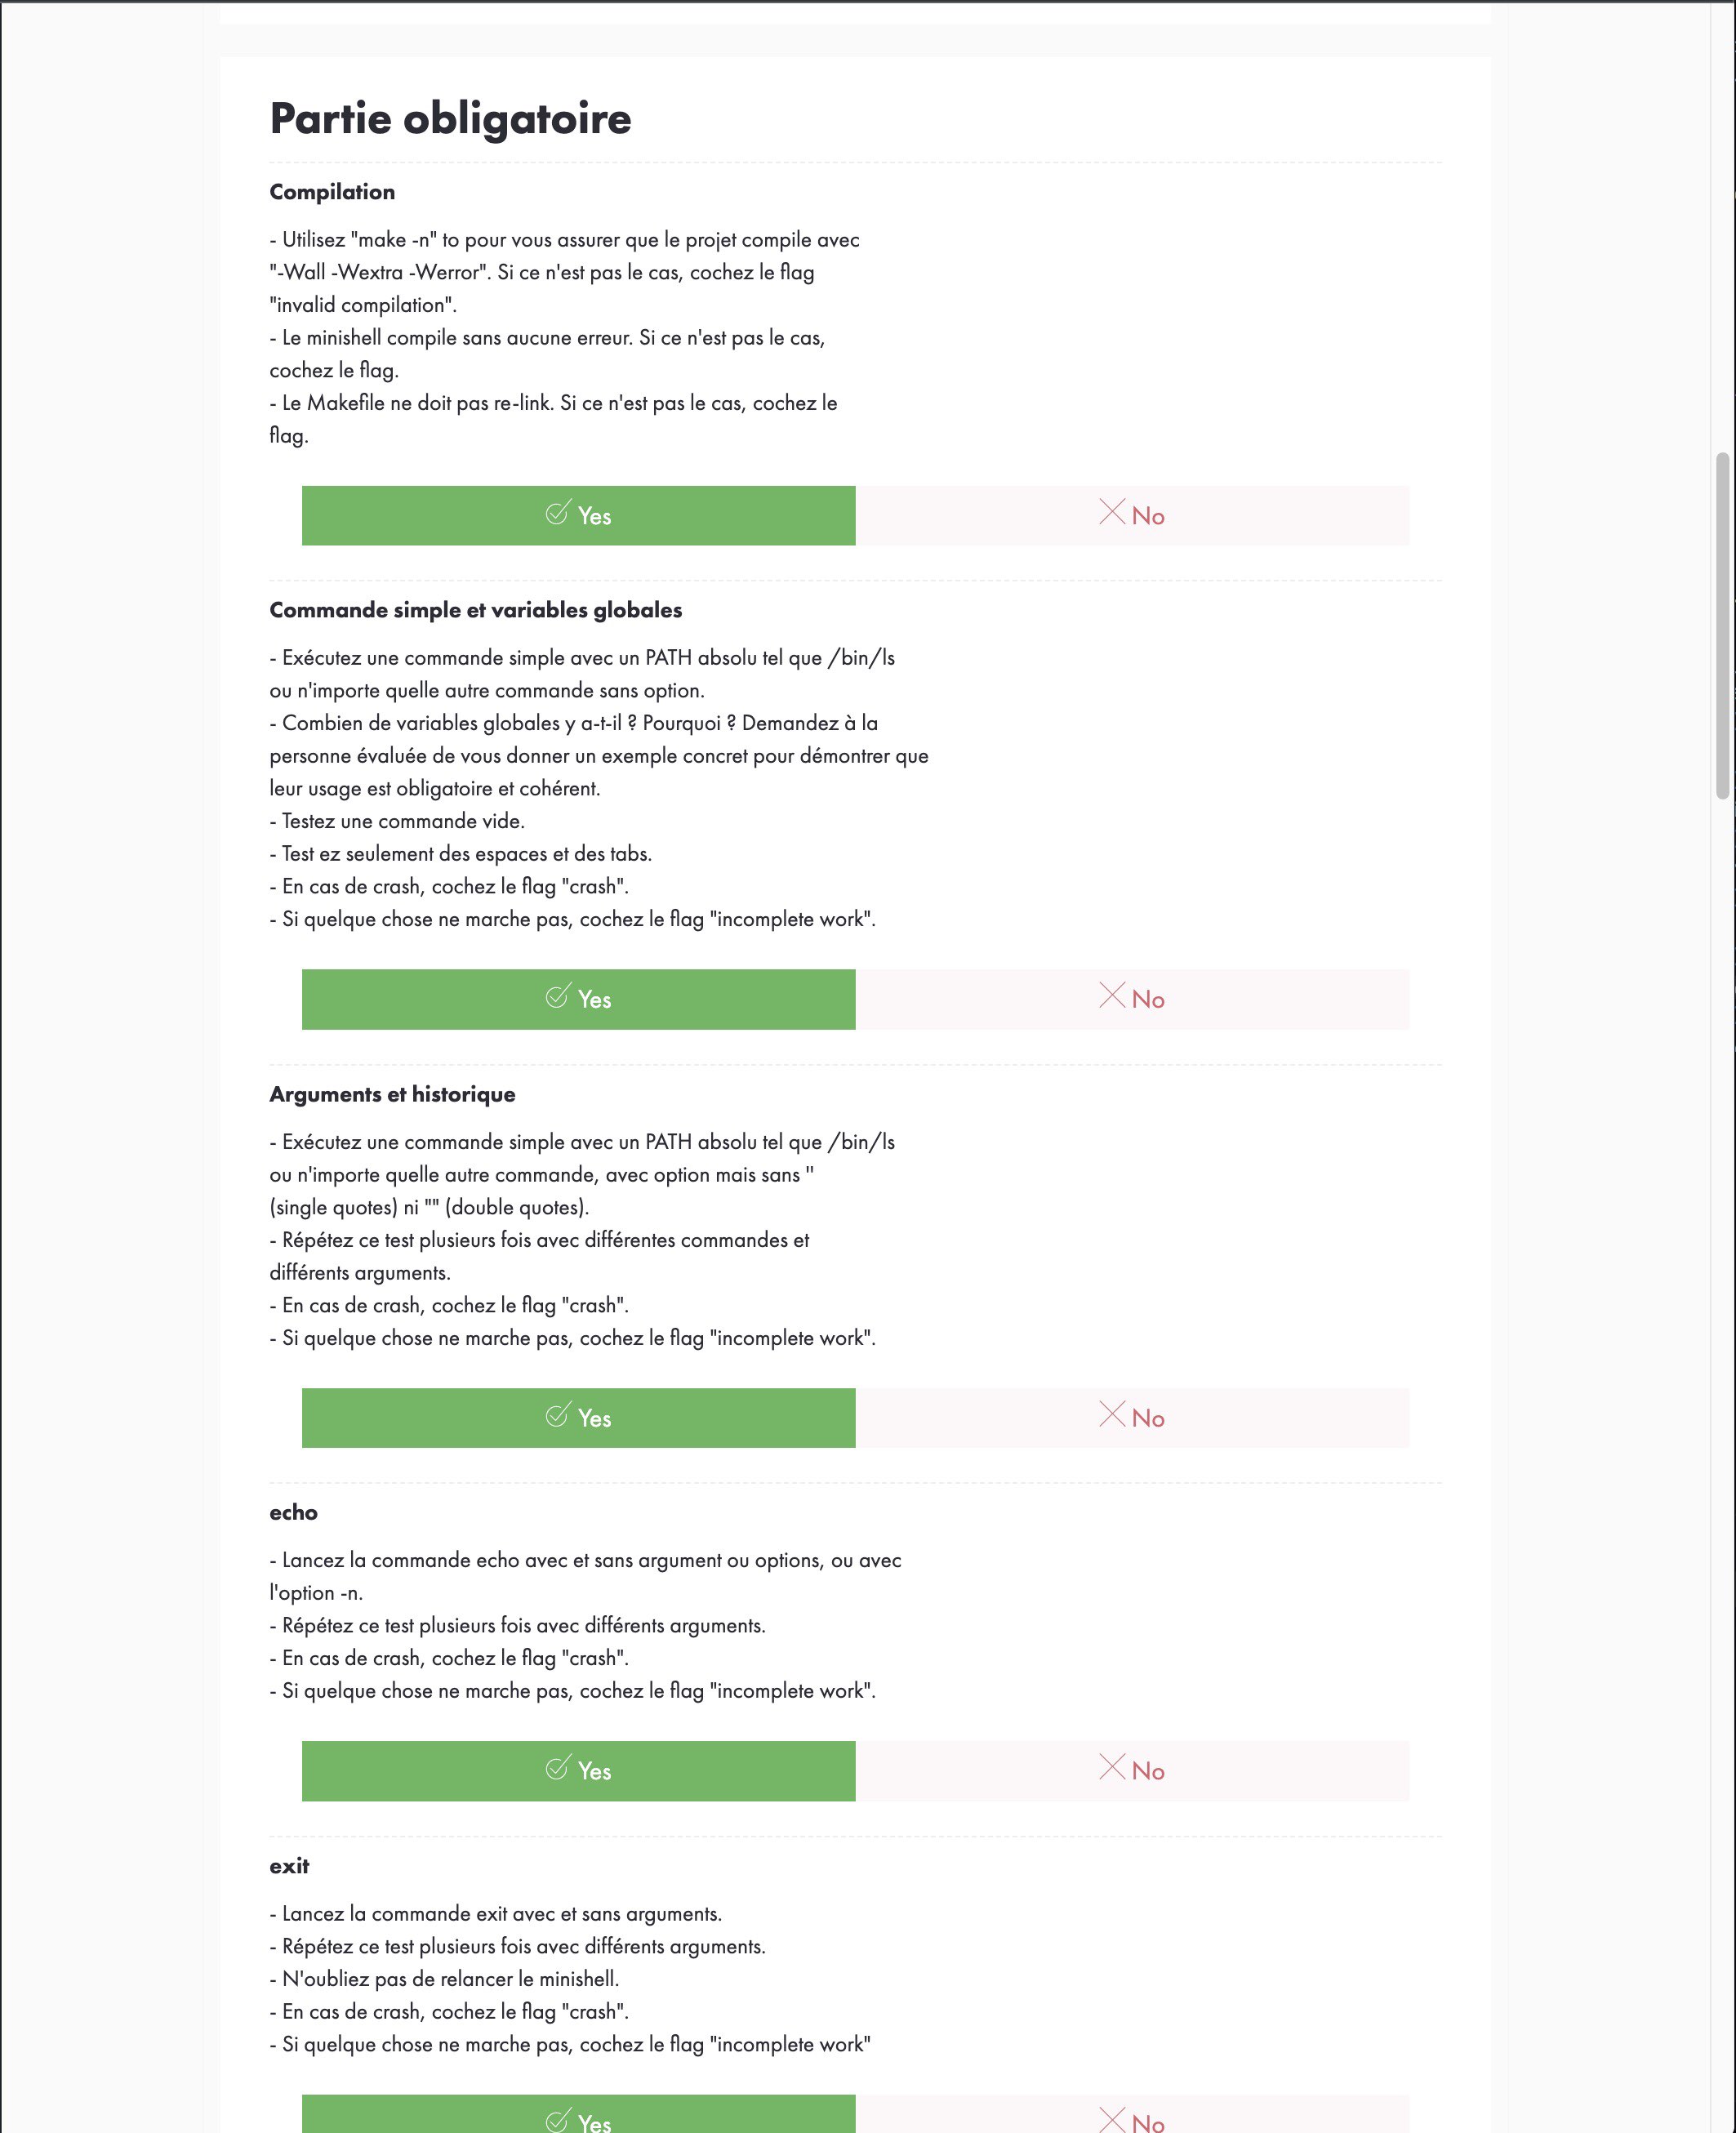 Partie obligatoire
Compilation
- Utilisez "make -n" to pour vous assurer que le projet compile avec
"-Wall -Wextra -Werror". Si ce n'est pas le cas, cochez le flag
"invalid compilation".
- Le minishell compile sans aucune erreur. Si ce n'est pas le cas,
cochez le flag.
- Le Makefile ne doit pas re-link. Si ce n'est pas le cas, cochez le
flag.
Yes No
Commande simple et variables globales
- Exécutez une commande simple avec un PATH absolu tel que /bin/ls
ou n'importe quelle autre commande sans option.
- Combien de variables globales y a-t-il ? Pourquoi ? Demandez à la
personne évaluée de vous donner un exemple concret pour démontrer que
leur usage est obligatoire et cohérent.
- Testez une commande vide.
- Test ez seulement des espaces et des tabs.
- En cas de crash, cochez le flag "crash".
- Si quelque chose ne marche pas, cochez le flag "incomplete work".
Yes No
Arguments et historique
- Exécutez une commande simple avec un PATH absolu tel que /bin/ls
ou n'importe quelle autre commande, avec option mais sans ''
(single quotes) ni "" (double quotes).
- Répétez ce test plusieurs fois avec différentes commandes et
différents arguments.
- En cas de crash, cochez le flag "crash".
- Si quelque chose ne marche pas, cochez le flag "incomplete work".
Yes No
echo
- Lancez la commande echo avec et sans argument ou options, ou avec
l'option -n.
- Répétez ce test plusieurs fois avec différents arguments.
- En cas de crash, cochez le flag "crash".
- Si quelque chose ne marche pas, cochez le flag "incomplete work".
Yes No
exit
- Lancez la commande exit avec et sans arguments.
- Répétez ce test plusieurs fois avec différents arguments.
- N'oubliez pas de relancer le minishell.
- En cas de crash, cochez le flag "crash".
- Si quelque chose ne marche pas, cochez le flag "incomplete work"
Yes No